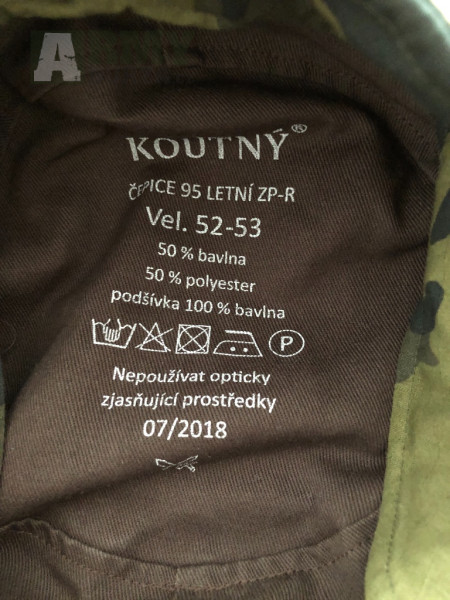 ARMY
KOUTNÝ®
ČEPICE 95 LETNÍ ZP-R
Vel. 52-53
50 % bavlna
50 % polyester
podšívka 100 % bavlna
P
Nepoužívat opticky
zjasňující prostředky
07/2018